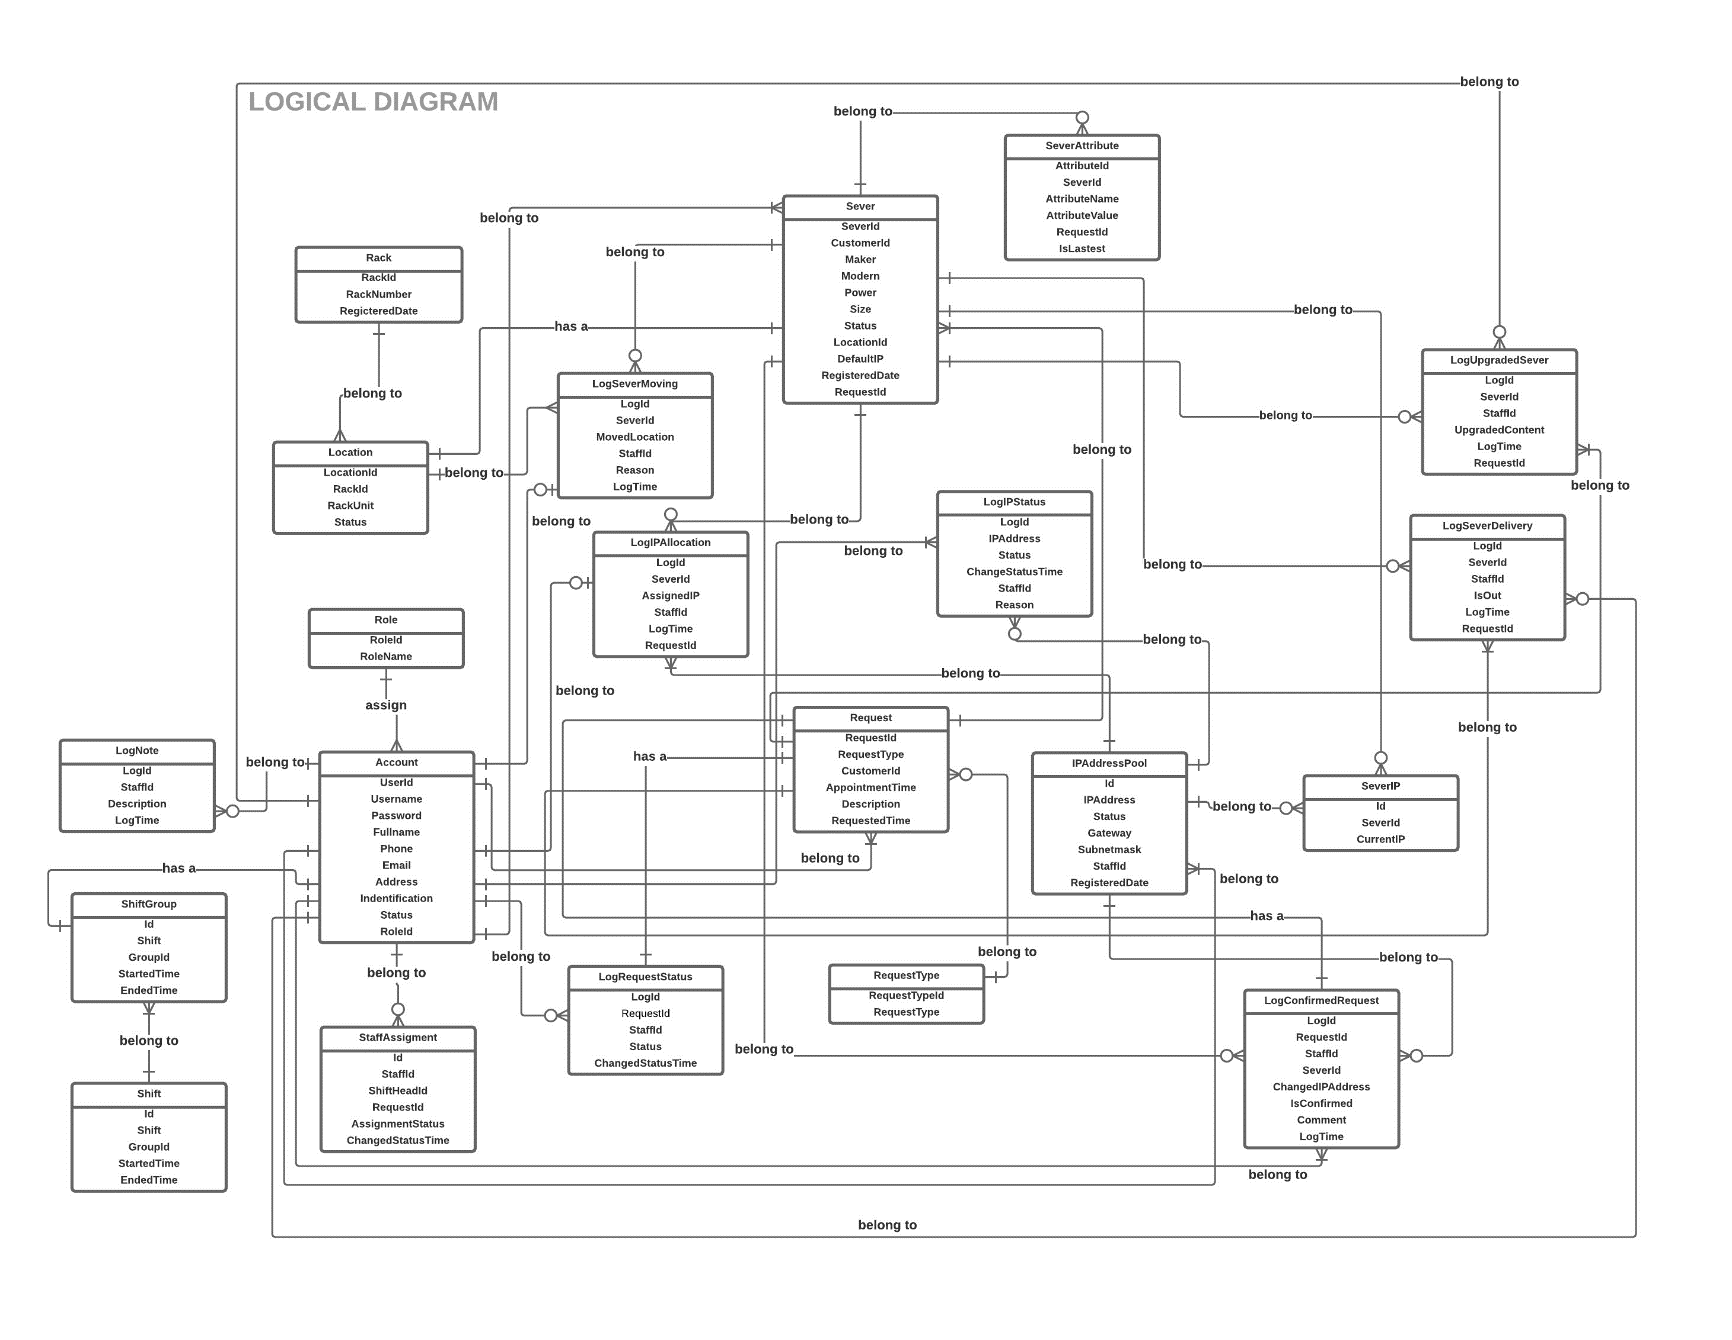 belong to
LOGICAL DIAGRAM
belong to
SeverAttribute
AttributeId
SeverId
AttributeName
AttributeValue
RequestId
IsLastest
Sever
SeverId
CustomerId
Maker
Modern
Power
Size
Status
LocationId
DefaultIP
RegisteredDate
RequestId
belong to
belong to
Rack
RackId
RackNumber
RegicteredDate
belong to
has a
LogUpgradedSever
LogId
SeverId
StaffId
UpgradedContent
LogTime
RequestId
LogSeverMoving
LogId
SeverId
MovedLocation
StaffId
Reason
LogTime
belong to
belong to
belong to
Location
LocationId
RackId
RackUnit
Status
belong to
belong to
LogIPStatus
LogId
IPAddress
Status
ChangeStatusTime
StaffId
Reason
belong to
belong to
belong to
LogSeverDelivery
LogId
SeverId
StaffId
IsOut
LogTime
RequestId
LogIPAllocation
LogId
SeverId
AssignedIP
StaffId
LogTime
RequestId
belong to
Role
RoleId
RoleName
belong to
belong to
belong to
assign
Request
RequestId
RequestType
CustomerId
AppointmentTime
Description
RequestedTime
belong to
LogNote
LogId
StaffId
Description
LogTime
belong to
Account
UserId
Username
Password
Fullname
Phone
Email
Address
Indentification
Status
RoleId
has a
IPAddressPool
Id
IPAddress
Status
Gateway
Subnetmask
StaffId
RegisteredDate
SeverIP
Id
SeverId
CurrentIP
belong to
belong to
has a
belong to
ShiftGroup
Id
Shift
GroupId
StartedTime
EndedTime
has a
belong to
belong to
belong to
belong to
LogRequestStatus
LogId
RequestId
StaffId
Status
ChangedStatusTime
RequestType
RequestTypeId
RequestType
LogConfirmedRequest
LogId
RequestId
StaffId
SeverId
ChangedIPAddress
IsConfirmed
Comment
LogTime
StaffAssigment
Id
StaffId
ShiftHeadId
RequestId
AssignmentStatus
ChangedStatusTime
belong to
belong to
Shift
Id
Shift
GroupId
StartedTime
EndedTime
belong to
belong to